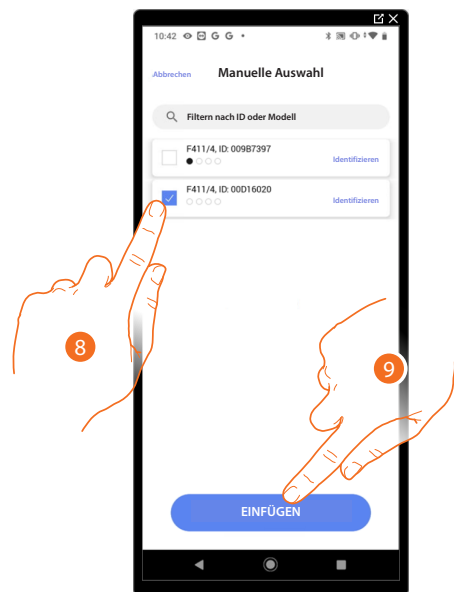 10:42 G G
Abbrechen Manuelle Auswahl
Filtern nach ID oder Modell
F411/4, ID: 009B7397
Identifizieren
F411/4, ID: 00D16020
Identifizieren
8
9
EINFÜGEN